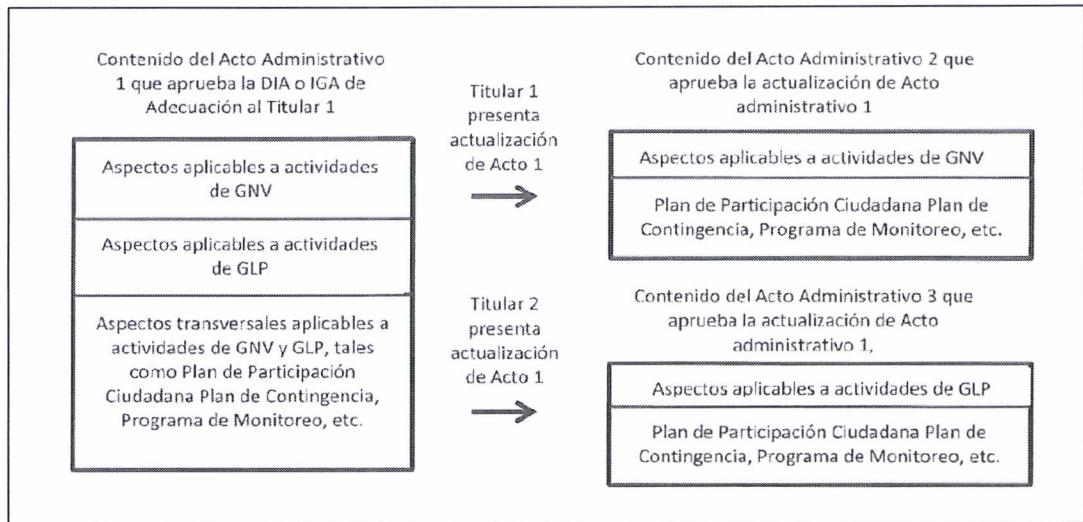 Contenido del Acto Administrativo
1 que aprueba la DIA o IGA de
Adecuación al Titular 1
Aspectos aplicables a actividades
de GNV
Aspectos aplicables a actividades
de GLP
Aspectos transversales aplicables a
actividades de GNV y GLP, tales
como Plan de Participación
Ciudadana Plan de Contingencia,
Programa de Monitoreo, etc.
Titular 1
presenta
actualización
de Acto 1
Titular 2
presenta
actualización
de Acto 1
Contenido del Acto Administrativo 2 que
aprueba la actualización de Acto
administrativo 1
Aspectos aplicables a actividades de GNV
Plan de Participación Ciudadana Plan de
Contingencia, Programa de Monitoreo, etc.
Contenido del Acto Administrativo 3 que
aprueba la actualización de Acto
administrativo 1,
Aspectos aplicables a actividades de GLP
Plan de Participación Ciudadana Plan de
Contingencia, Programa de Monitoreo, etc.